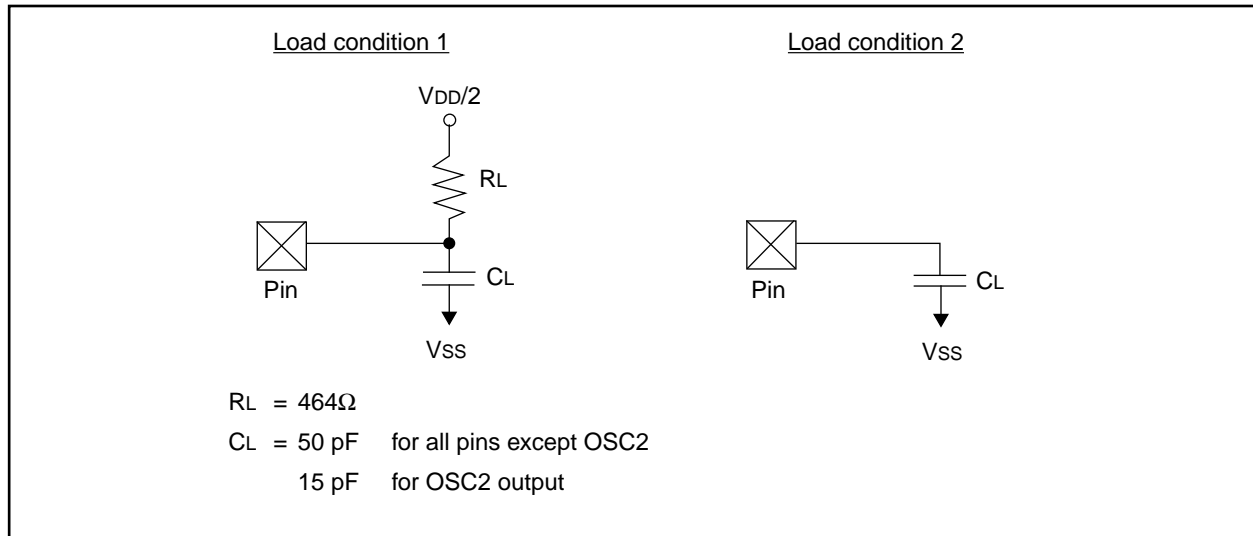 Load condition 1
Load condition 2
VDD/2
RL
Pin
CL
VSS
Pin
CL
VSS
RL = 464Ω
CL = 50 pF for all pins except OSC2
15 pF for OSC2 output